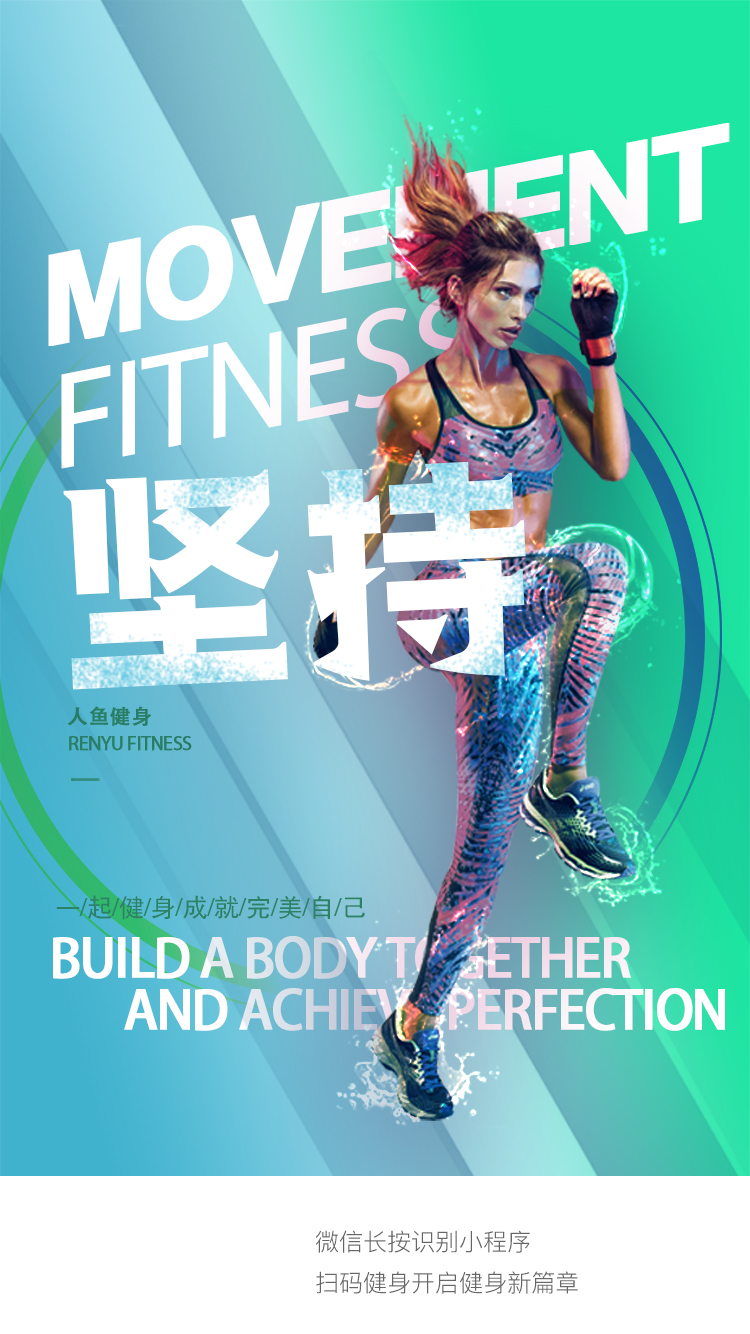 MOVEMENT
FITNESS
坚持
人鱼健身
RENYU FITNESS
一/起/健/身/成/就/完/美/自/己
BUILD A BODY TOGETHER
AND ACHIEVE PERFECTION
微信长按识别小程序
扫码健身开启健身新篇章